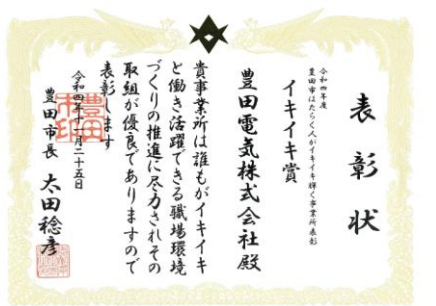 表彰状
令和四年度
豊田市はたらく人がイキイキ輝く事業所表彰
イキイキ賞
豊田電気株式会社殿
貴事業所は誰もがイキイキ
と働き活躍できる職場環境
づくりの推進に尽力されその
取組が優良でありますので
表彰します
令和四年十一月二十五日
豊田市長 太田稔彦
豊田市印